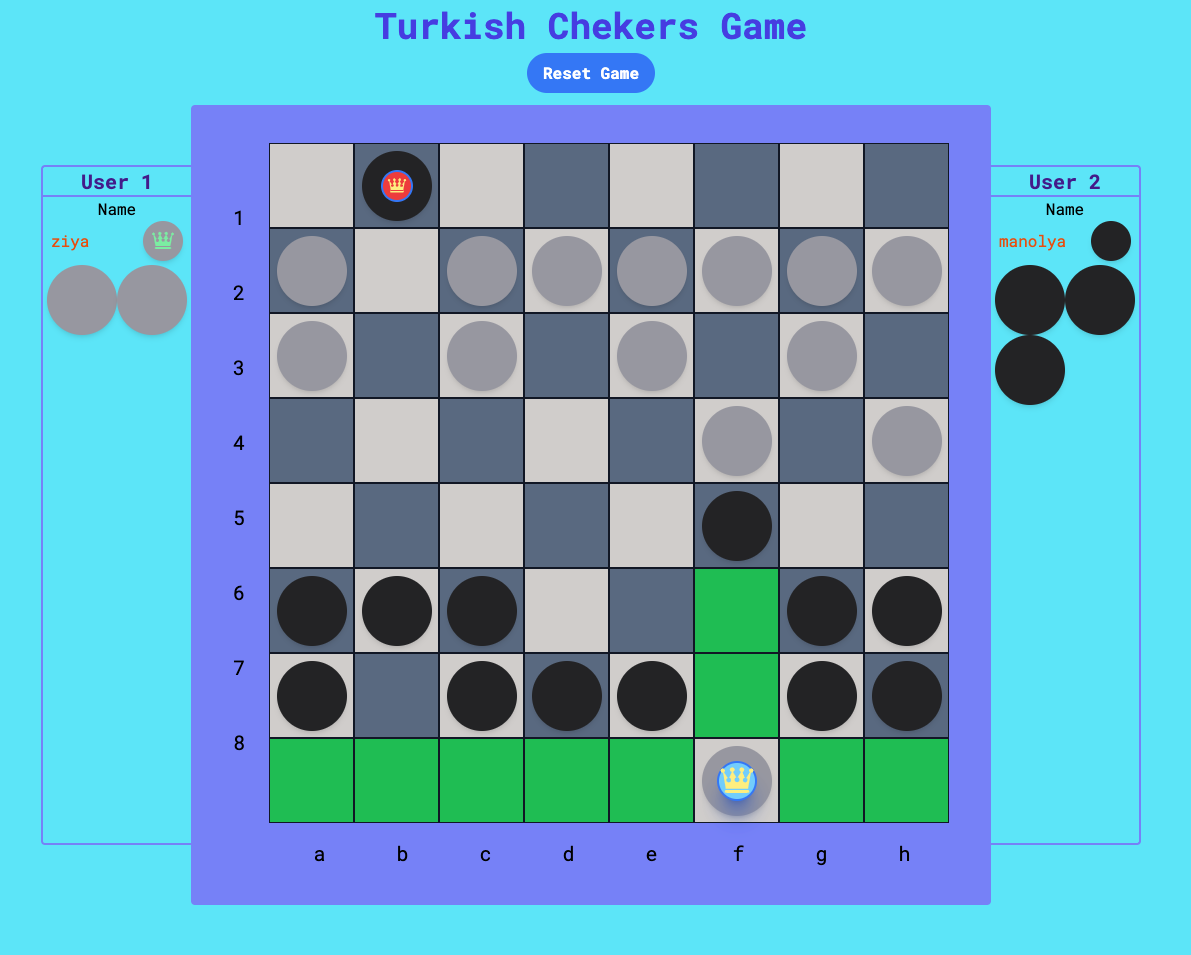 Turkish Chekers Game
Reset Game
User 1
Name
ziya
User 2
Name
manolya
1
2
3
4
5
6
7
8
a b c d e f g h